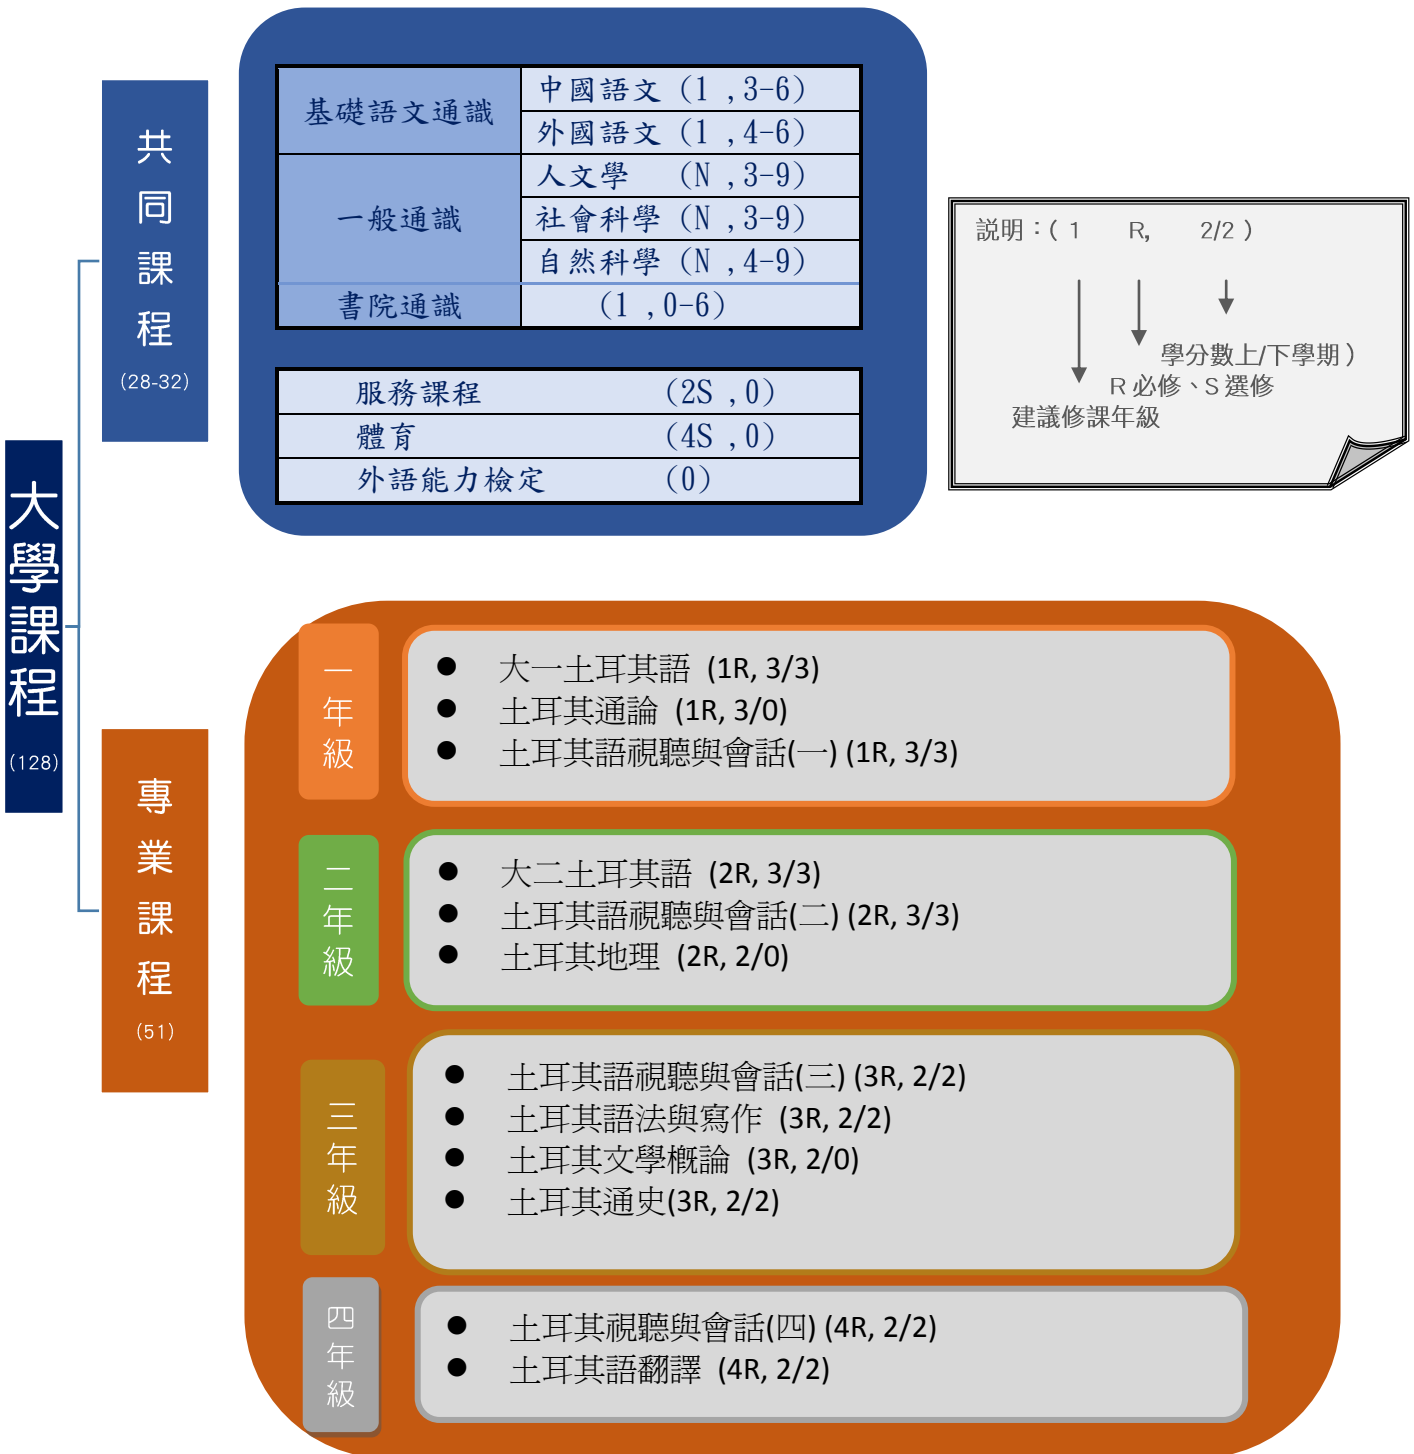 大學課程
(128)
共同課程
(28-32)
基礎語文通識
中國語文 (1 ,3-6)
外國語文 (1 ,4-6)
一般通識
人文學 (N ,3-9)
社會科學 (N ,3-9)
自然科學 (N ,4-9)
書院通識
(1 ,0-6)
服務課程 (2S ,0)
體育 (4S ,0)
外語能力檢定 (0)
説明：( 1 R, 2/2 )
學分數上/下學期）
R 必修、S 選修
建議修課年級
專業課程
(51)
一年級
● 大一土耳其語 (1R, 3/3)
● 土耳其通論 (1R, 3/0)
● 土耳其語視聽與會話(一) (1R, 3/3)
二年級
● 大二土耳其語 (2R, 3/3)
● 土耳其語視聽與會話(二) (2R, 3/3)
● 土耳其地理 (2R, 2/0)
三年級
● 土耳其語視聽與會話(三) (3R, 2/2)
● 土耳其語法與寫作 (3R, 2/2)
● 土耳其文學概論 (3R, 2/0)
● 土耳其通史(3R, 2/2)
四年級
● 土耳其視聽與會話(四) (4R, 2/2)
● 土耳其語翻譯 (4R, 2/2)